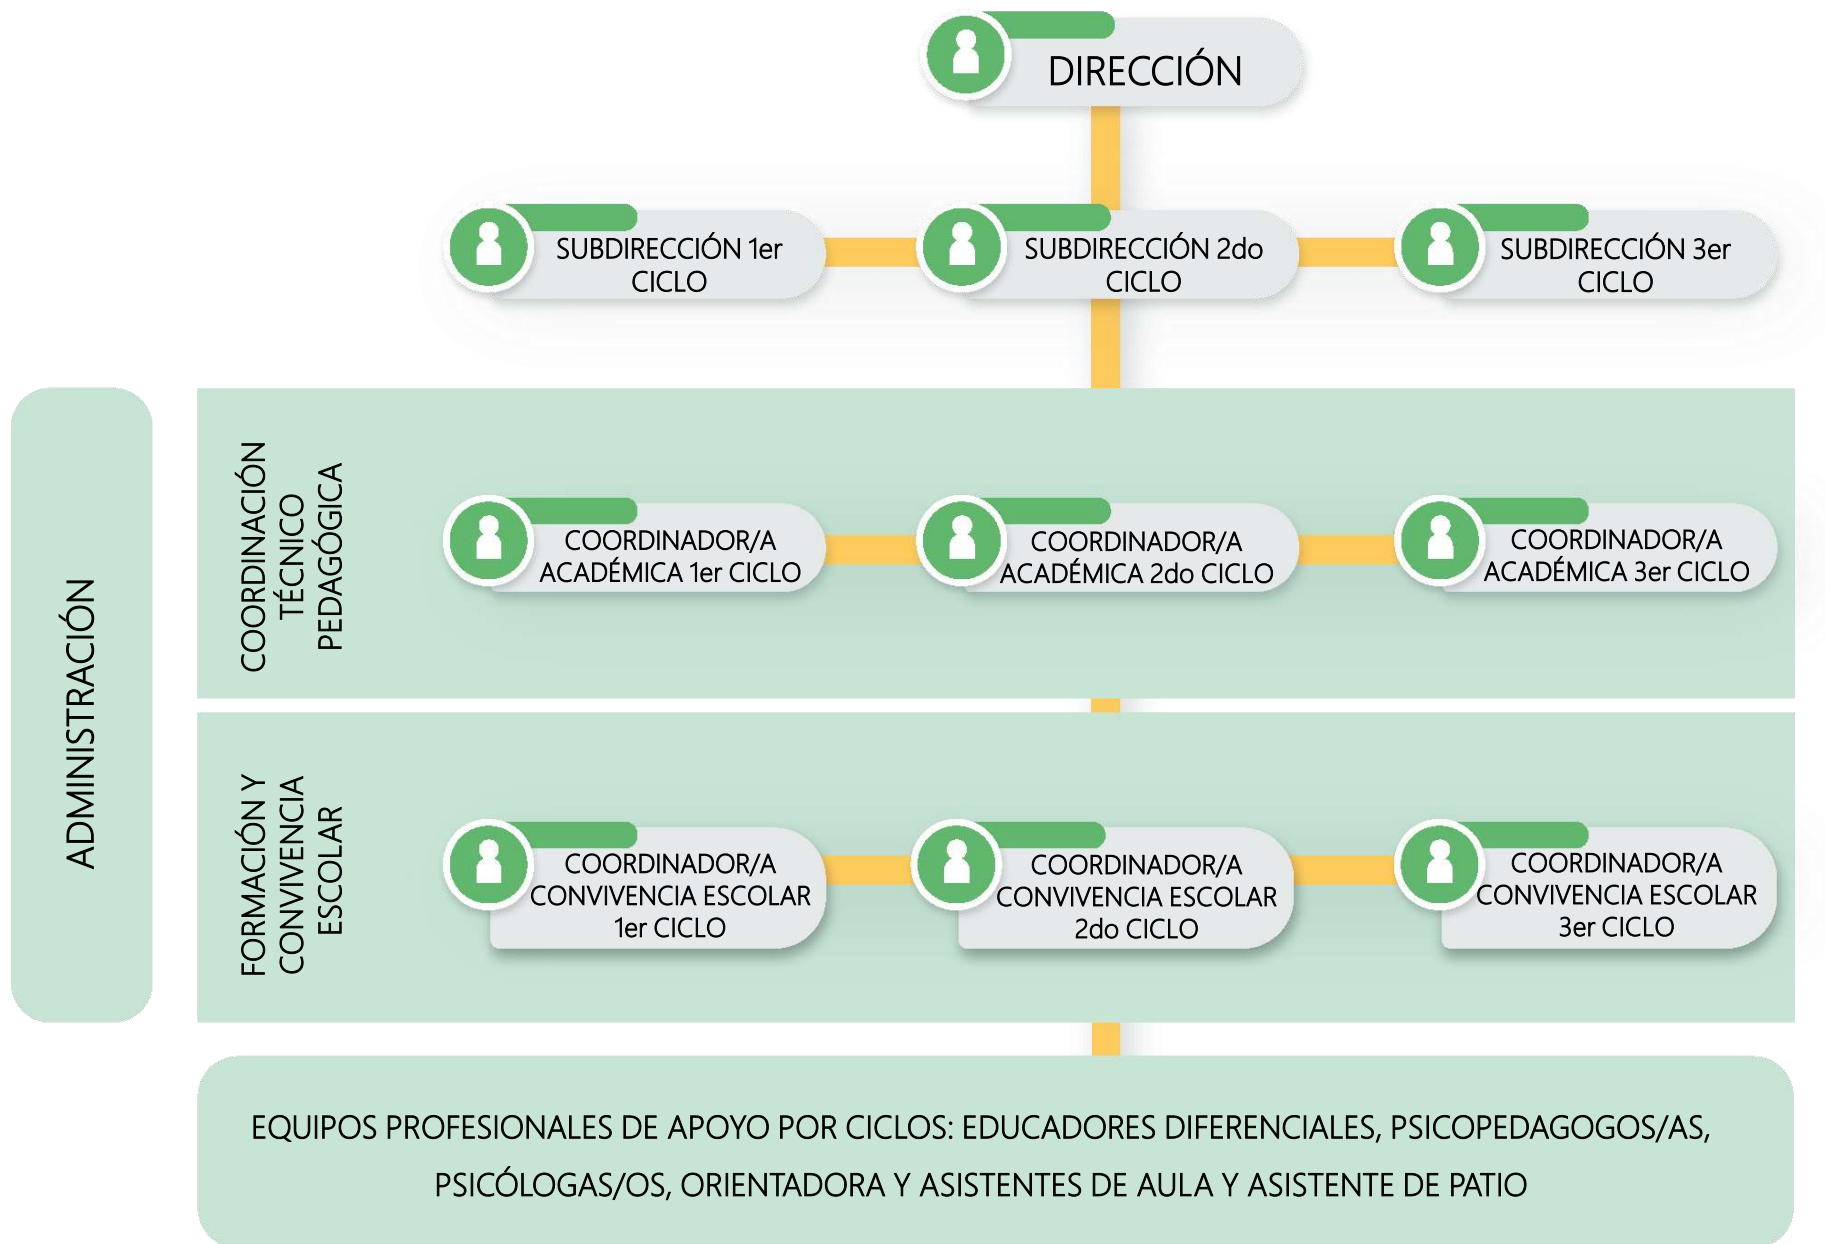 DIRECCIÓN
SUBDIRECCIÓN 1er
CICLO
SUBDIRECCIÓN 2do
CICLO
SUBDIRECCIÓN 3er
CICLO
ADMINISTRACIÓN
COORDINACIÓN
TÉCNICO
PEDAGÓGICA
COORDINADOR/A
ACADÉMICA 1er CICLO
COORDINADOR/A
ACADÉMICA 2do CICLO
COORDINADOR/A
ACADÉMICA 3er CICLO
FORMACIÓN Y
CONVIVENCIA
ESCOLAR
COORDINADOR/A
CONVIVENCIA ESCOLAR
1er CICLO
COORDINADOR/A
CONVIVENCIA ESCOLAR
2do CICLO
COORDINADOR/A
CONVIVENCIA ESCOLAR
3er CICLO
EQUIPOS PROFESIONALES DE APOYO POR CICLOS: EDUCADORES DIFERENCIALES, PSICOPEDAGOGOS/AS,
PSICÓLOGAS/OS, ORIENTADORA Y ASISTENTES DE AULA Y ASISTENTE DE PATIO